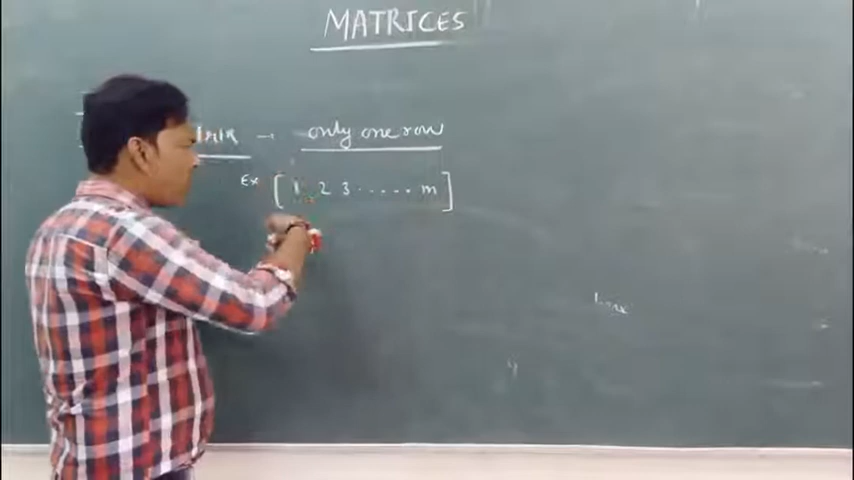 MATRICES
→ only one row
Ex [ 1 2 3 ..... m ]